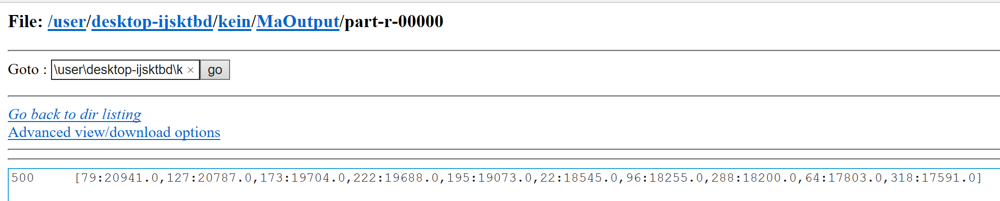 File: /user/desktop-ijsktbd/kein/MaOutput/part-r-00000
Goto : \user\desktop-ijsktbd\k × go
Go back to dir listing
Advanced view/download options
500 [79:20941.0,127:20787.0,173:19704.0,222:19688.0,195:19073.0,22:18545.0,96:18255.0,288:18200.0,64:17803.0,318:17591.0]